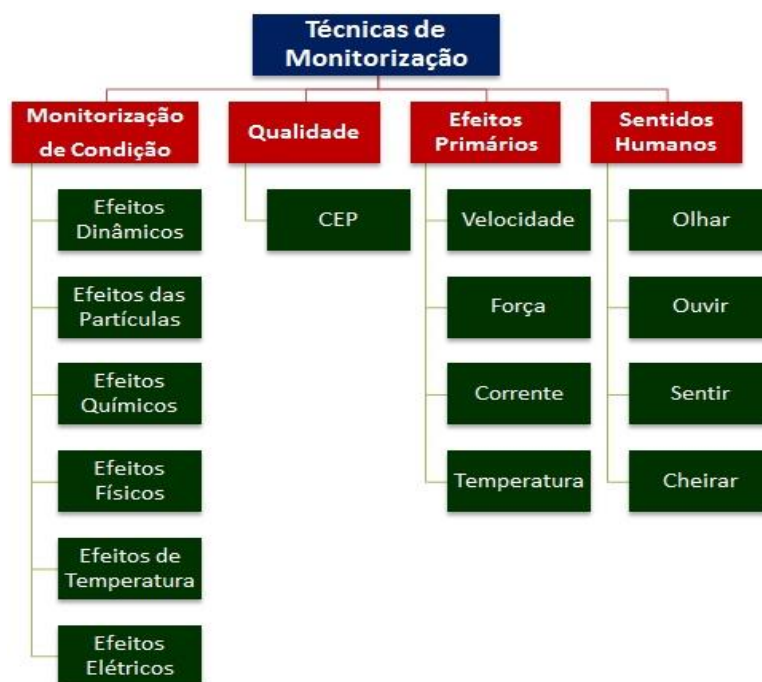 Técnicas de
Monitorização
Monitorização
de Condição
Efeitos
Dinâmicos
Efeitos das
Partículas
Efeitos
Químicos
Efeitos
Físicos
Efeitos de
Temperatura
Efeitos
Elétricos
Qualidade
CEP
Efeitos
Primários
Velocidade
Força
Corrente
Temperatura
Sentidos
Humanos
Olhar
Ouvir
Sentir
Cheirar